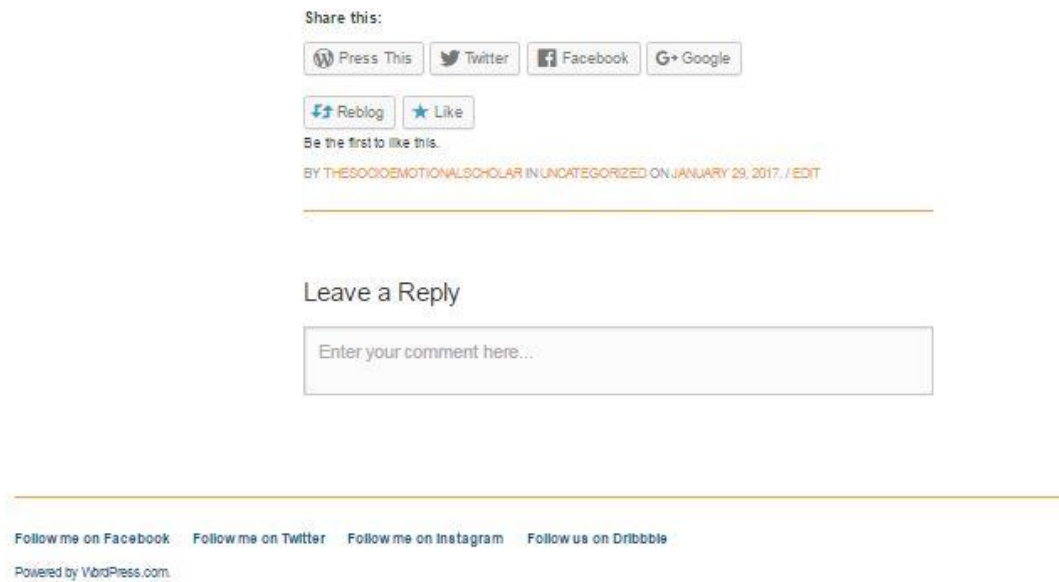 Share this:
Press This Twitter Facebook G+ Google
Reblog Like
Be the first to like this.
BY THESOCIOEMOTIONALSCHOLAR IN UNCATEGORIZED ON JANUARY 29, 2017. / EDIT
Leave a Reply
Enter your comment here...
Follow me on Facebook Follow me on Twitter Follow me on Instagram Follow us on Dribbble
Powered by WordPress.com.